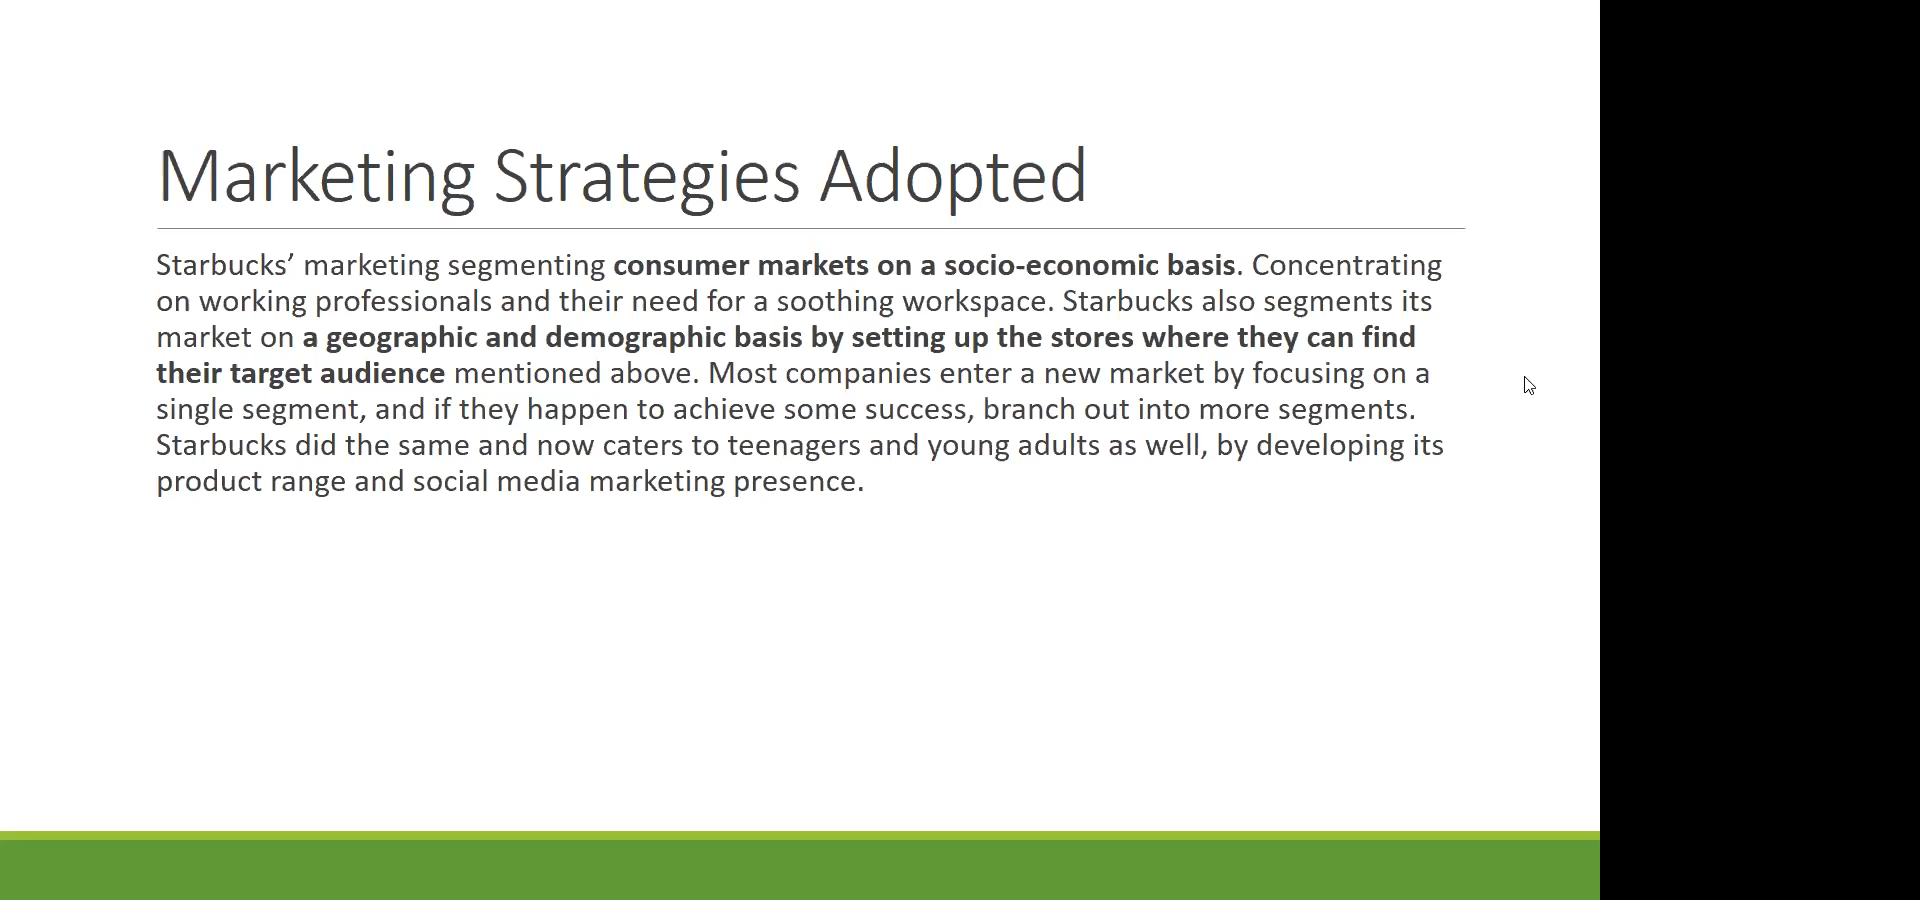 Marketing Strategies Adopted
Starbucks’ marketing segmenting consumer markets on a socio-economic basis. Concentrating
on working professionals and their need for a soothing workspace. Starbucks also segments its
market on a geographic and demographic basis by setting up the stores where they can find
their target audience mentioned above. Most companies enter a new market by focusing on a
single segment, and if they happen to achieve some success, branch out into more segments.
Starbucks did the same and now caters to teenagers and young adults as well, by developing its
product range and social media marketing presence.